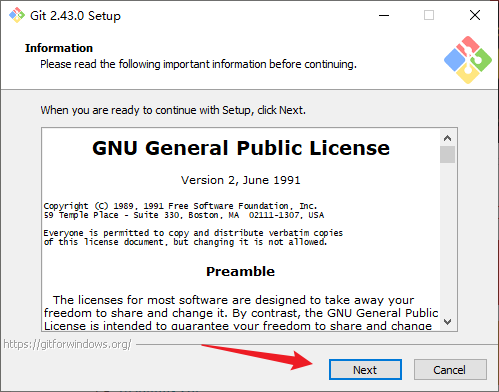 Git 2.43.0 Setup
Information
Please read the following important information before continuing.
When you are ready to continue with Setup, click Next.
GNU General Public License
Version 2, June 1991
Copyright (C) 1989, 1991 Free Software Foundation, Inc.
59 Temple Place - Suite 330, Boston, MA  02111-1307, USA
Everyone is permitted to copy and distribute verbatim copies
of this license document, but changing it is not allowed.
Preamble
The licenses for most software are designed to take away your
freedom to share and change it. By contrast, the GNU General Public
License is intended to guarantee your freedom to share and change
https://gitforwindows.org/
Next
Cancel